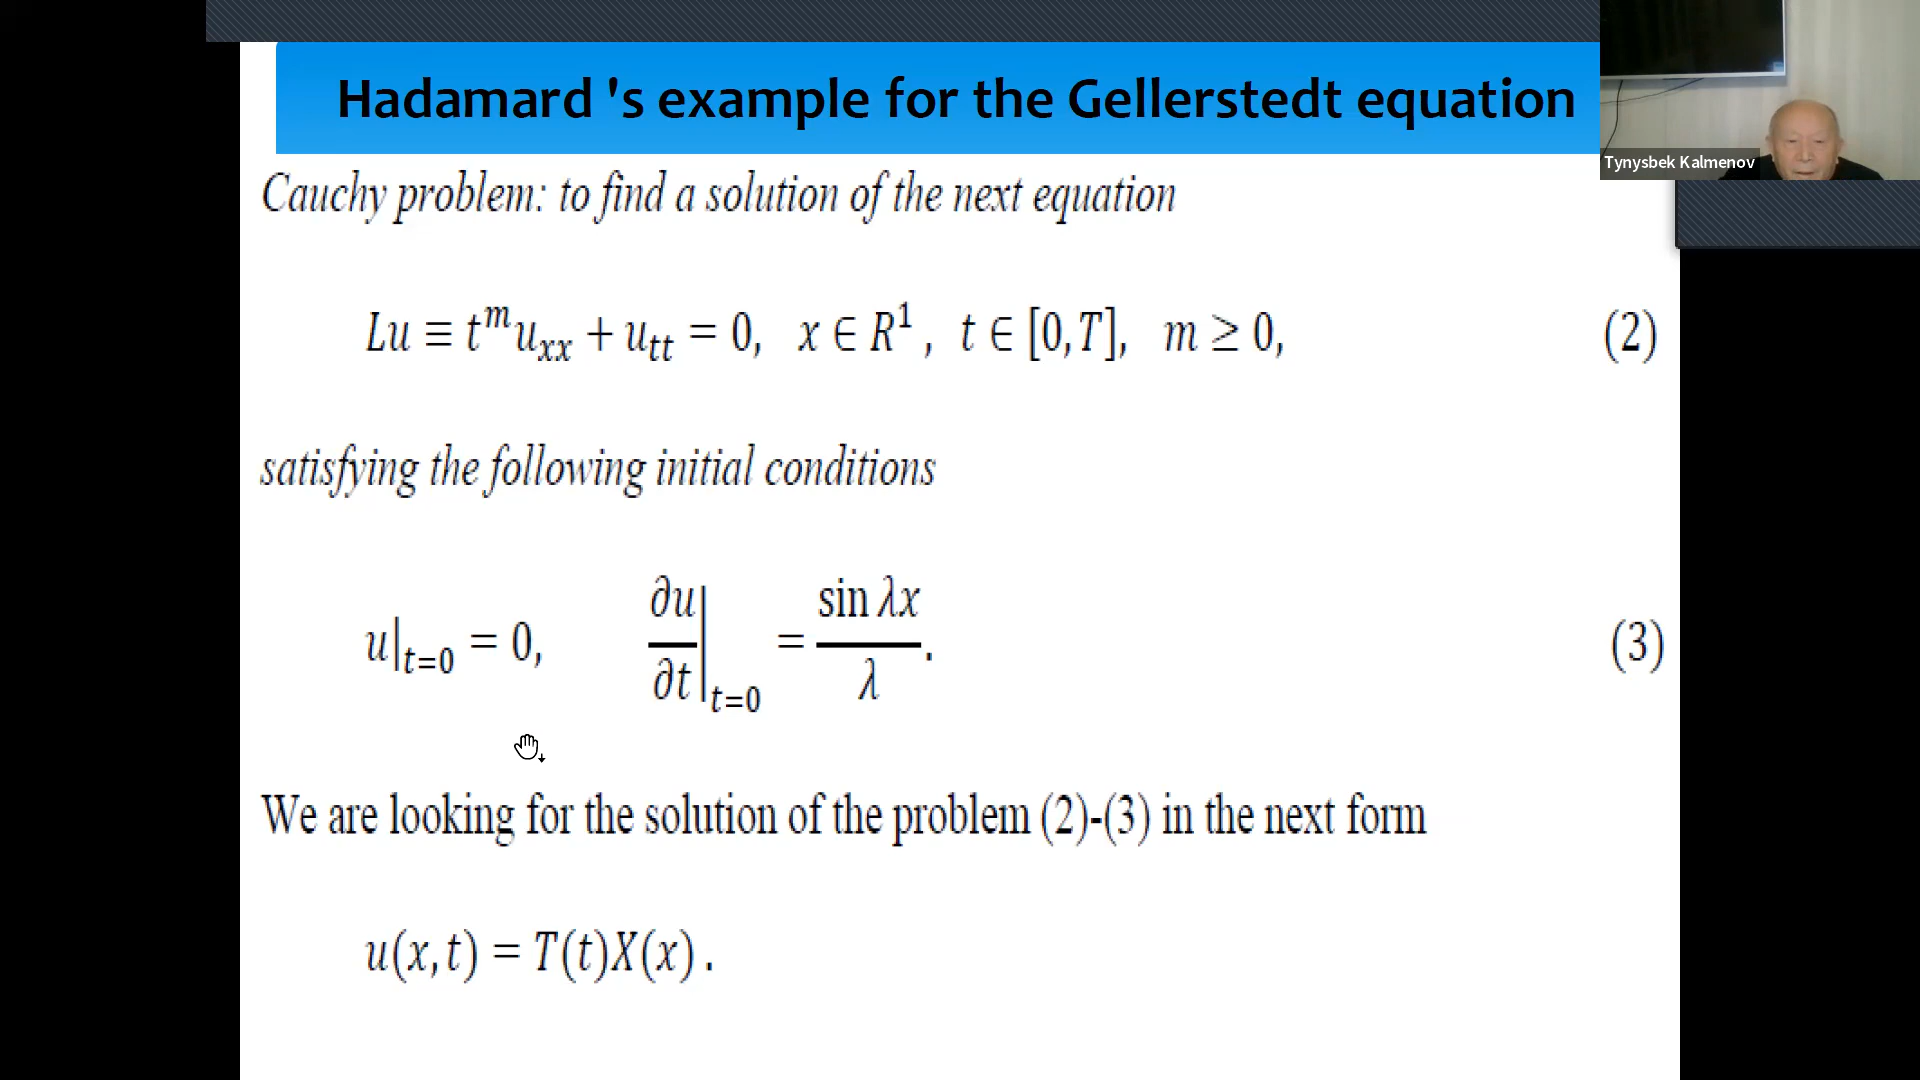 Hadamard 's example for the Gellerstedt equation
Tynysbek Kalmenov
Cauchy problem: to find a solution of the next equation
Lu ≡ t^m u_xx + u_tt = 0, x ∈ R^1, t ∈ [0,T], m ≥ 0, (2)
satisfying the following initial conditions
u|_{t=0} = 0, ∂u/∂t|_{t=0} = sin λx / λ. (3)
We are looking for the solution of the problem (2)-(3) in the next form
u(x,t) = T(t)X(x).